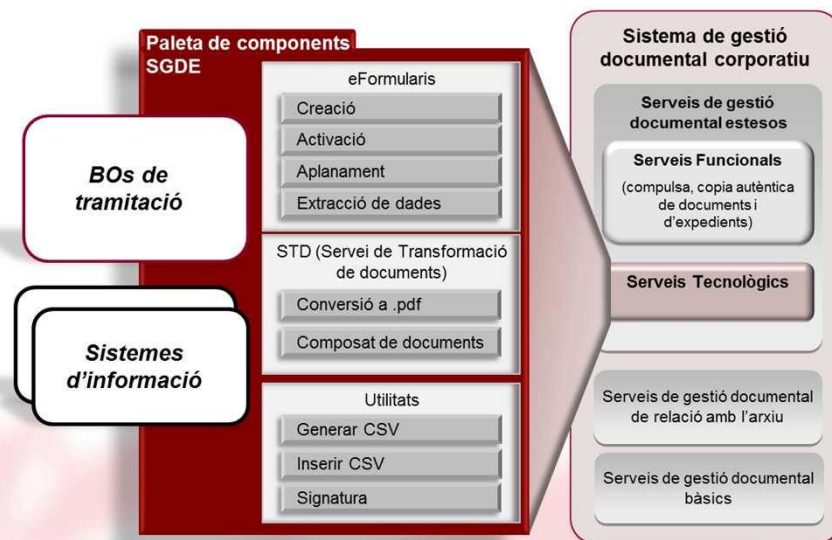 Paleta de components
SGDE
BOs de
tramitació
Sistemes
d'informació
eFormularis
Creació
Activació
Aplanament
Extracció de dades
STD (Servei de Transformació
de documents)
Conversió a .pdf
Composat de documents
Utilitats
Generar CSV
Inserir CSV
Signatura
Sistema de gestió
documental corporatiu
Serveis de gestió
documental estesos
Serveis Funcionals
(compulsa, copia autèntica
de documents i
d'expedients)
Serveis Tecnològics
Serveis de gestió documental
de relació amb l'arxiu
Serveis de gestió documental
bàsics